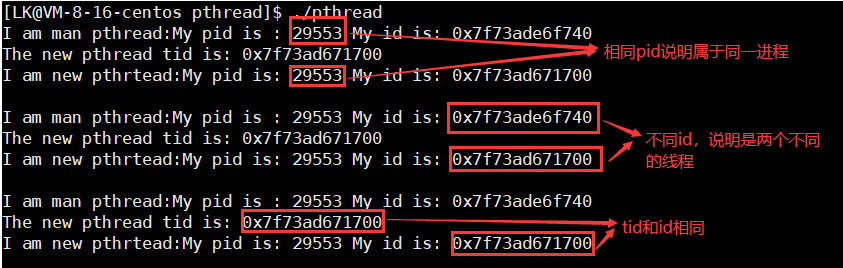 [LK@VM-8-16-centos pthread]$ ./pthread
I am man pthread:My pid is : 29553 My id is: 0x7f73ade6f740
The new pthread tid is: 0x7f73ad671700
I am new pthrtead:My pid is: 29553 My id is: 0x7f73ad671700
相同pid说明属于同一进程
I am man pthread:My pid is : 29553 My id is: 0x7f73ade6f740
The new pthread tid is: 0x7f73ad671700
I am new pthrtead:My pid is: 29553 My id is: 0x7f73ad671700
不同id，说明是两个不同
的线程
I am man pthread:My pid is : 29553 My id is: 0x7f73ade6f740
The new pthread tid is: 0x7f73ad671700
I am new pthrtead:My pid is: 29553 My id is: 0x7f73ad671700
tid和id相同